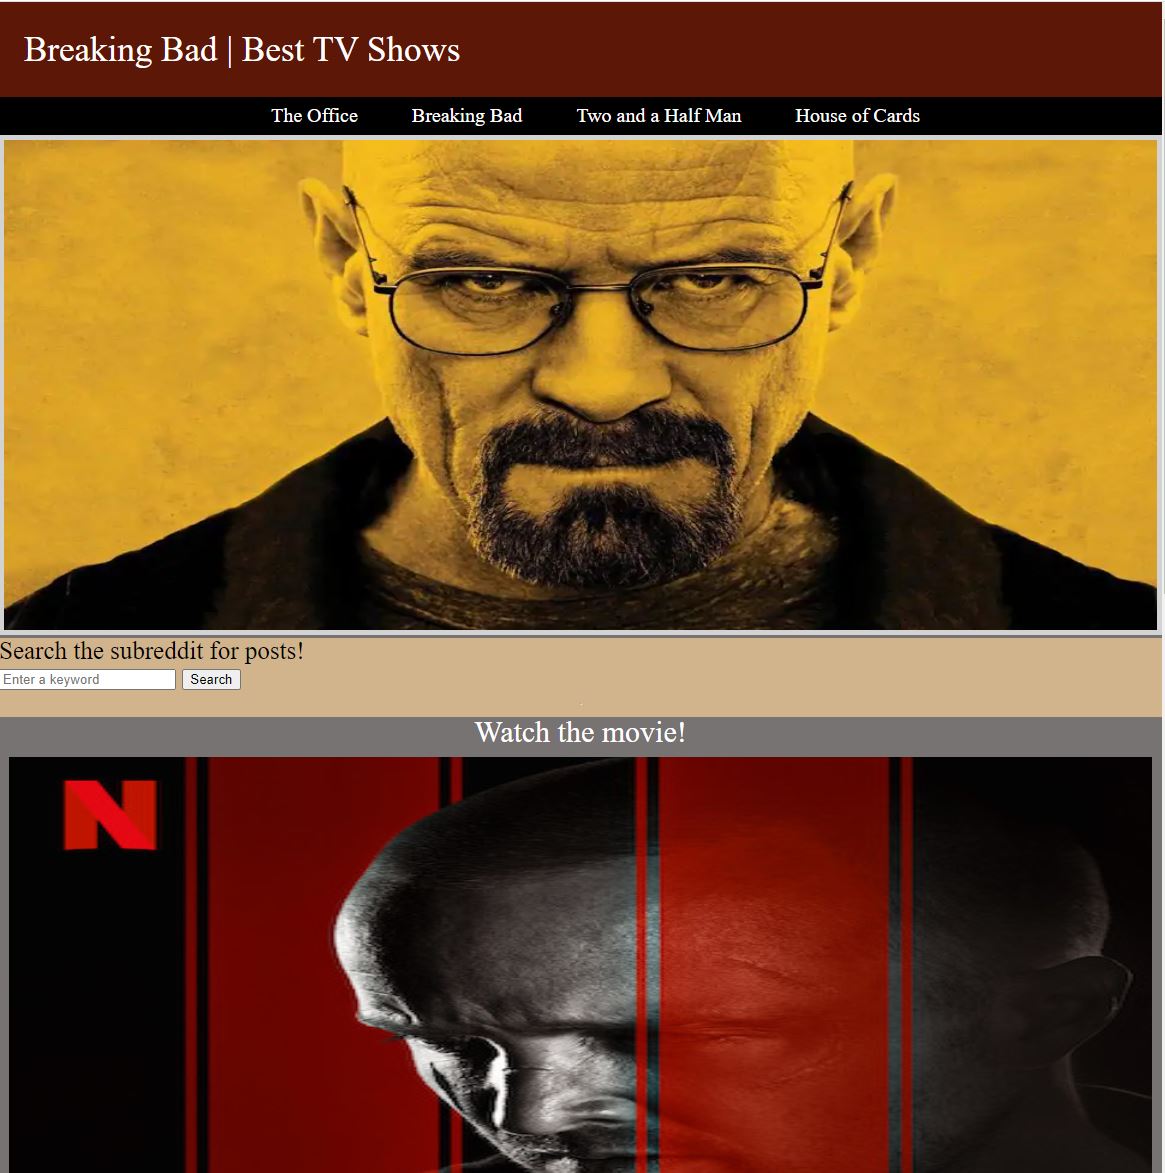 Breaking Bad | Best TV Shows
The Office Breaking Bad Two and a Half Man House of Cards
Search the subreddit for posts!
Enter a keyword Search
Watch the movie!
N